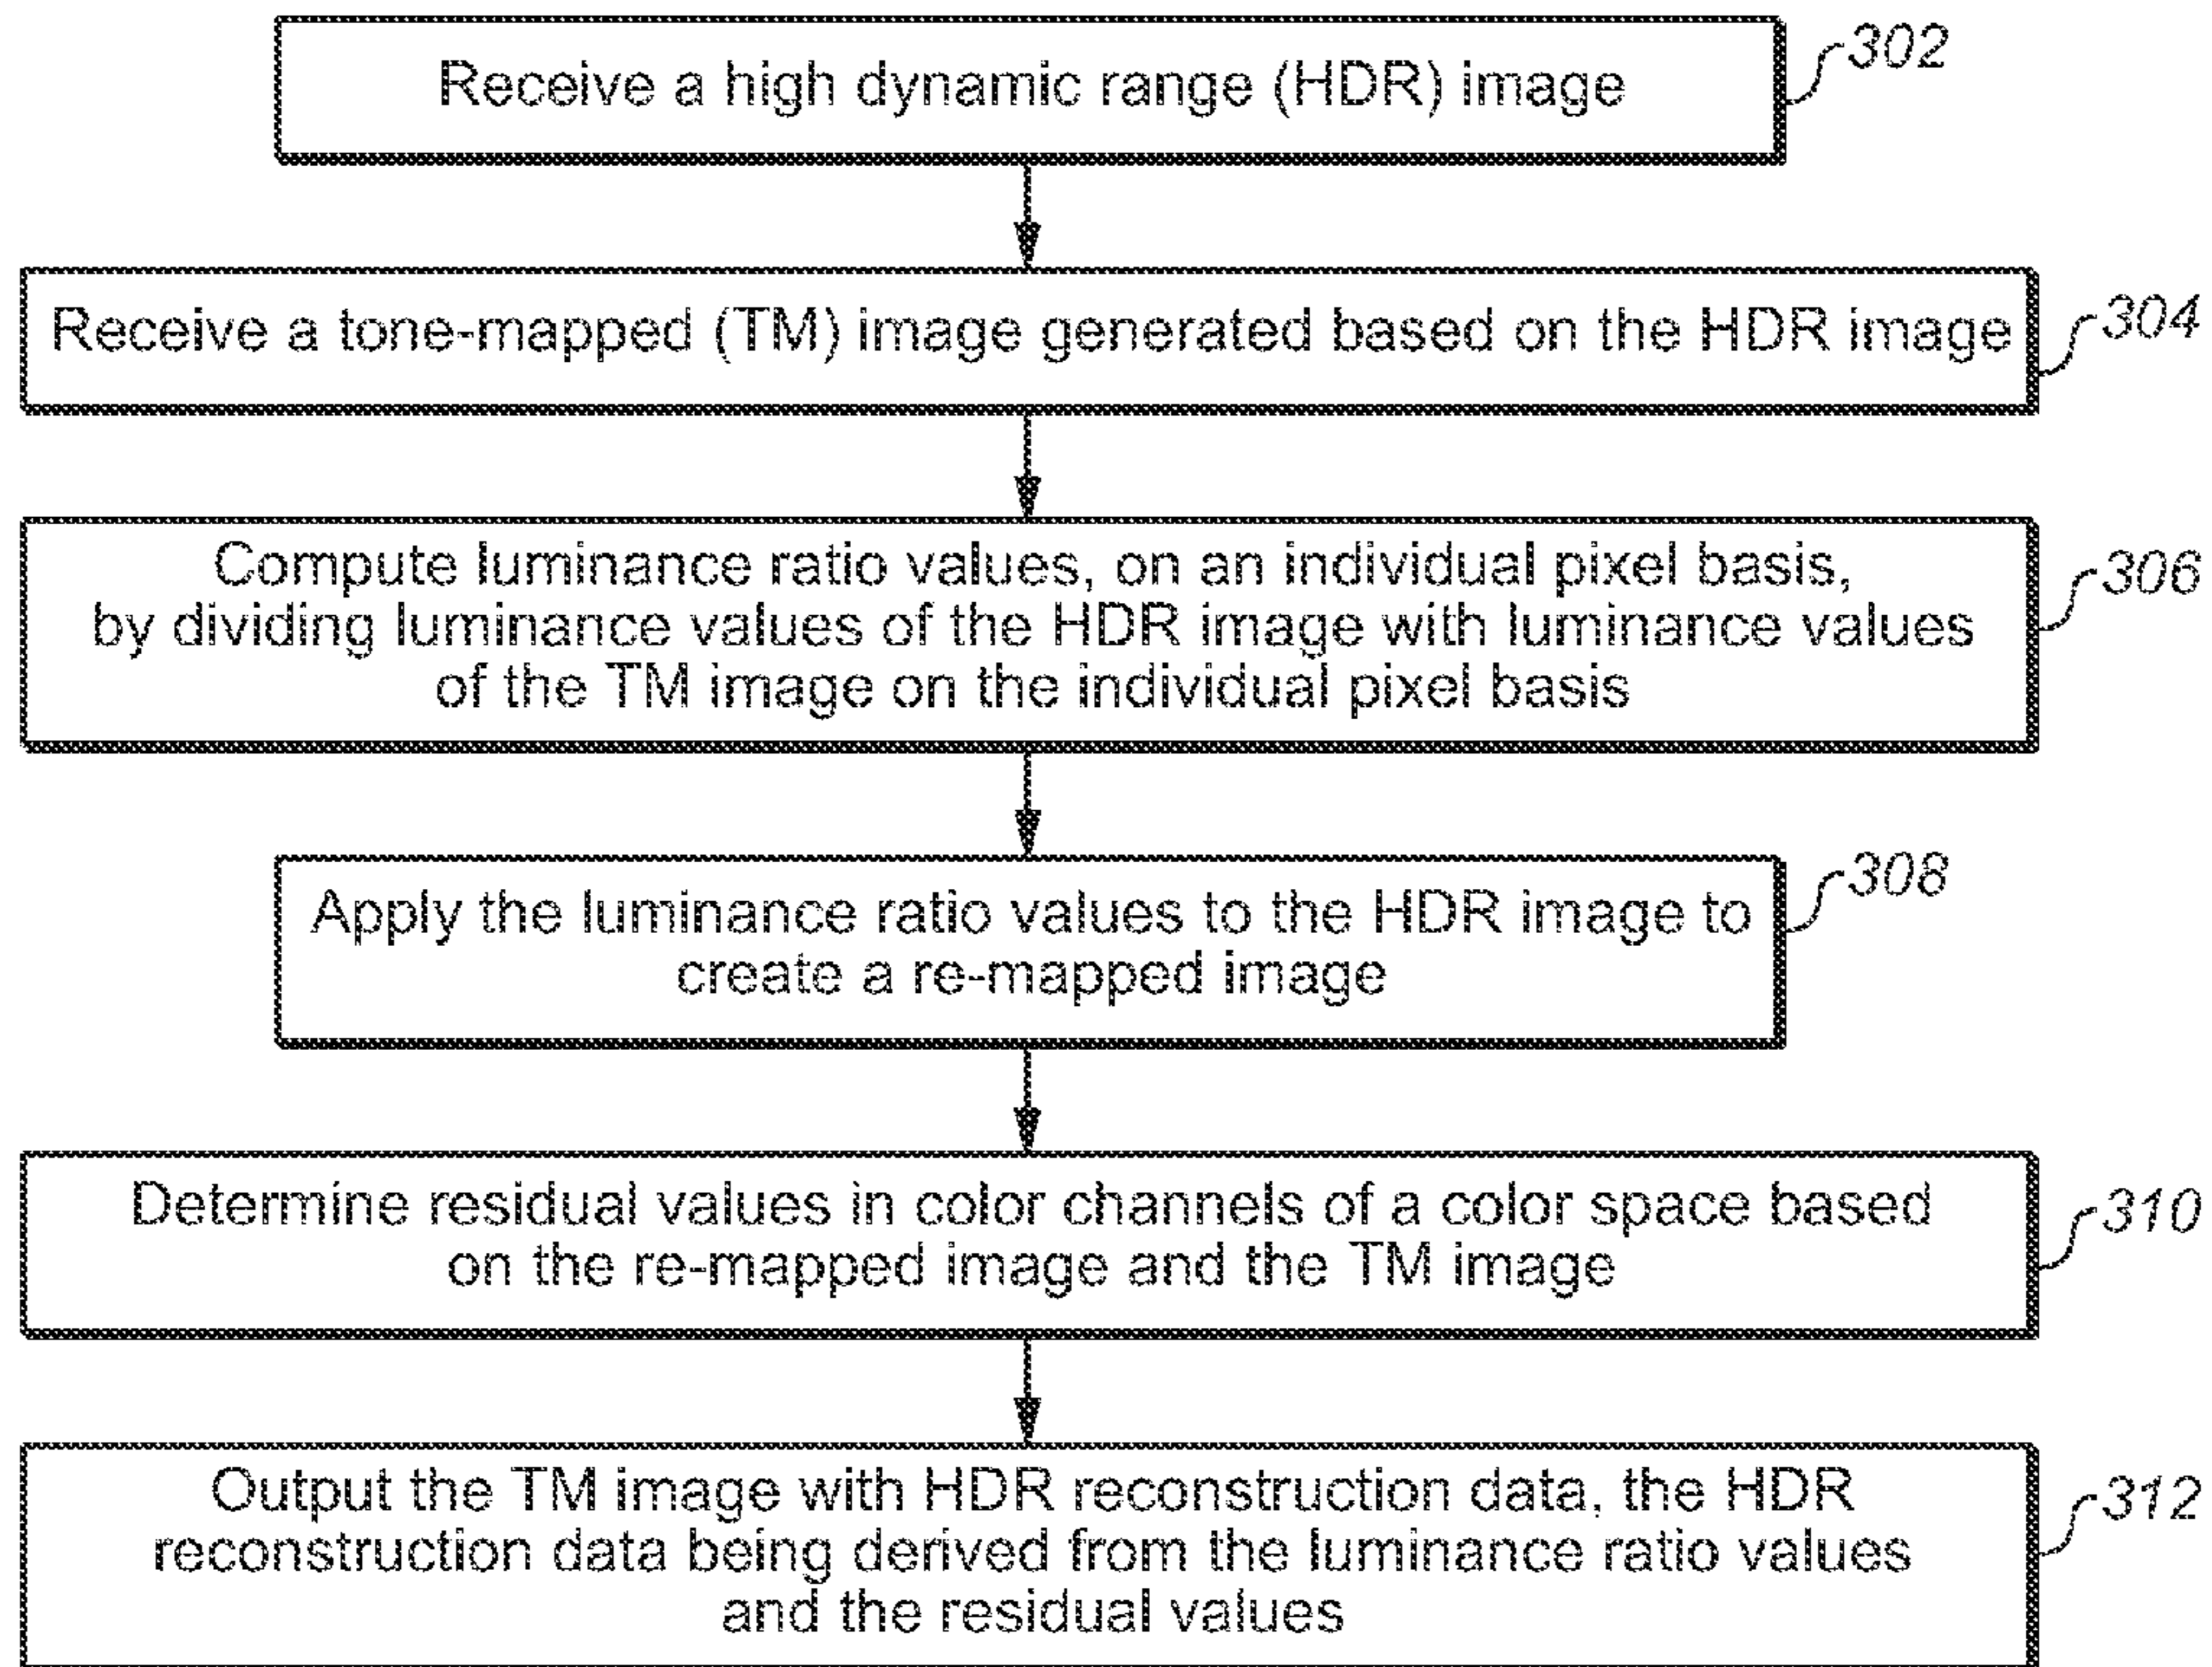 Receive a high dynamic range (HDR) image
302
Receive a tone-mapped (TM) image generated based on the HDR image
304
Compute luminance ratio values, on an individual pixel basis,
by dividing luminance values of the HDR image with luminance values
of the TM image on the individual pixel basis
306
Apply the luminance ratio values to the HDR image to
create a re-mapped image
308
Determine residual values in color channels of a color space based
on the re-mapped image and the TM image
310
Output the TM image with HDR reconstruction data, the HDR
reconstruction data being derived from the luminance ratio values
and the residual values
312